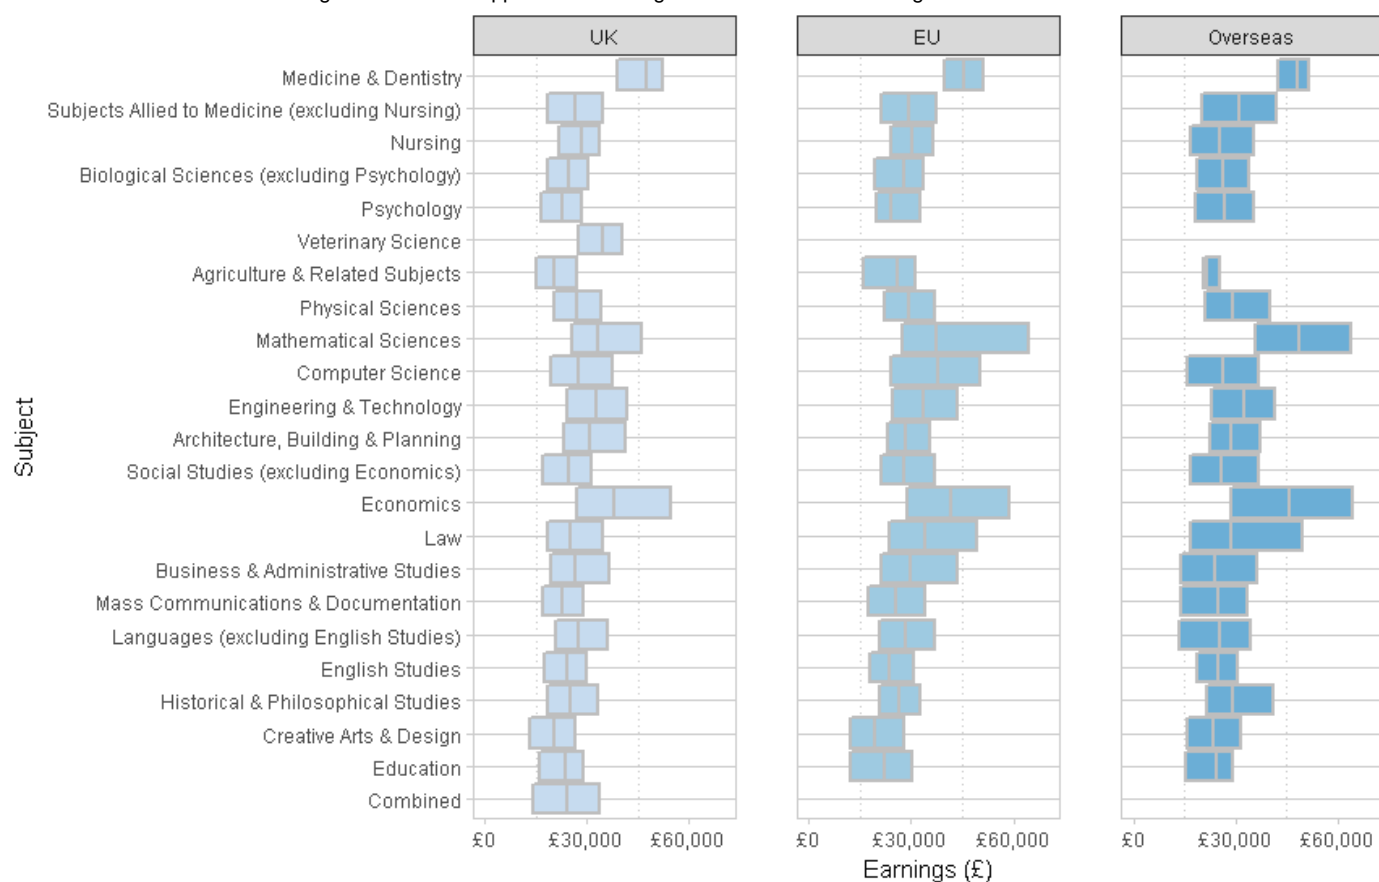 UK
EU
Overseas
Medicine & Dentistry
Subjects Allied to Medicine (excluding Nursing)
Nursing
Biological Sciences (excluding Psychology)
Psychology
Veterinary Science
Agriculture & Related Subjects
Physical Sciences
Mathematical Sciences
Computer Science
Engineering & Technology
Architecture, Building & Planning
Social Studies (excluding Economics)
Economics
Law
Business & Administrative Studies
Mass Communications & Documentation
Languages (excluding English Studies)
English Studies
Historical & Philosophical Studies
Creative Arts & Design
Education
Combined
Subject
£0 £30,000 £60,000 £0 £30,000 £60,000 £0 £30,000 £60,000
Earnings (£)